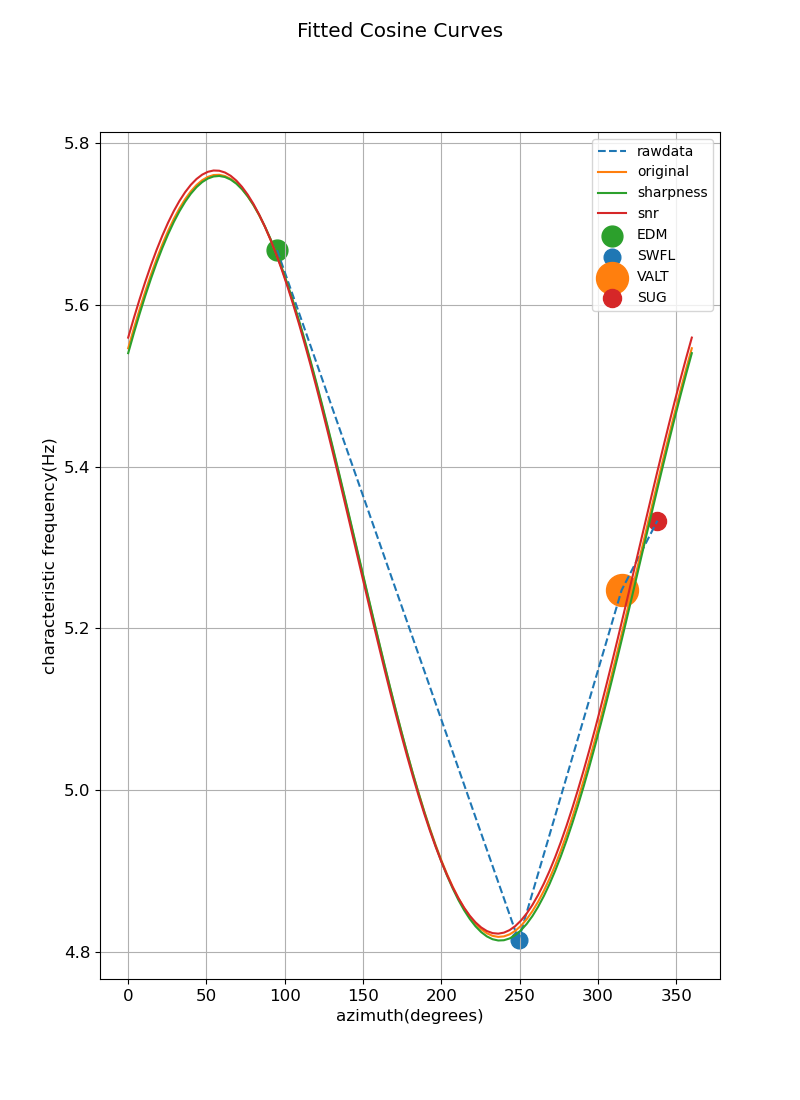 Fitted Cosine Curves
5.8
5.6
5.4
5.2
5.0
4.8
characteristic frequency(Hz)
rawdata
original
sharpness
snr
EDM
SWFL
VALT
SUG
0 50 100 150 200 250 300 350
azimuth(degrees)